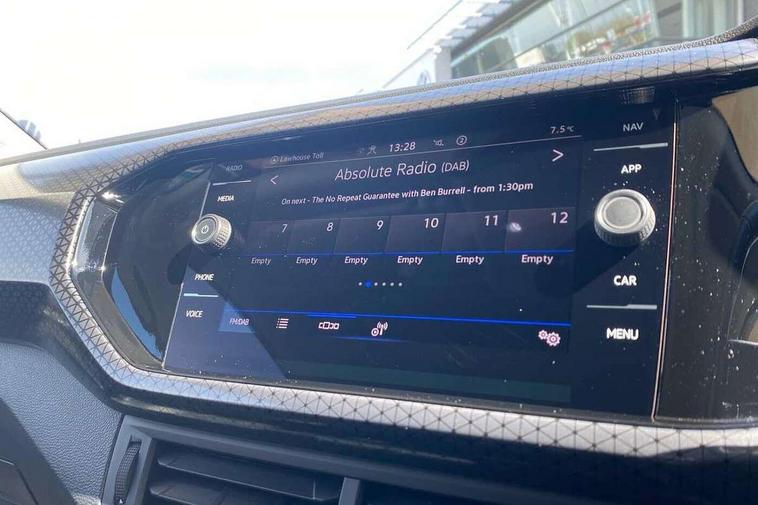 RADIO
MEDIA
PHONE
VOICE
Lawhouse Toll 13:28 2 7.5°C
< Absolute Radio (DAB) >
On next - The No Repeat Guarantee with Ben Burrell - from 1:30pm
7 8 9 10 11 12
Empty Empty Empty Empty Empty Empty
FM/DAB
NAV
APP
CAR
MENU